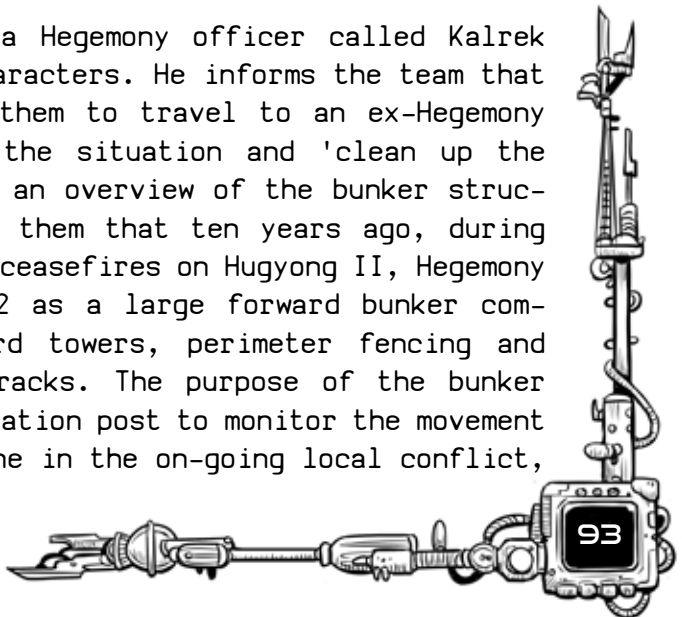 a Hegemony officer called Kalrek
aracters. He informs the team that
them to travel to an ex-Hegemony
the situation and 'clean up the
an overview of the bunker struc-
them that ten years ago, during
ceasefires on Hugyong II, Hegemony
2 as a large forward bunker com-
rd towers, perimeter fencing and
racks. The purpose of the bunker
ation post to monitor the movement
ne in the on-going local conflict,
93